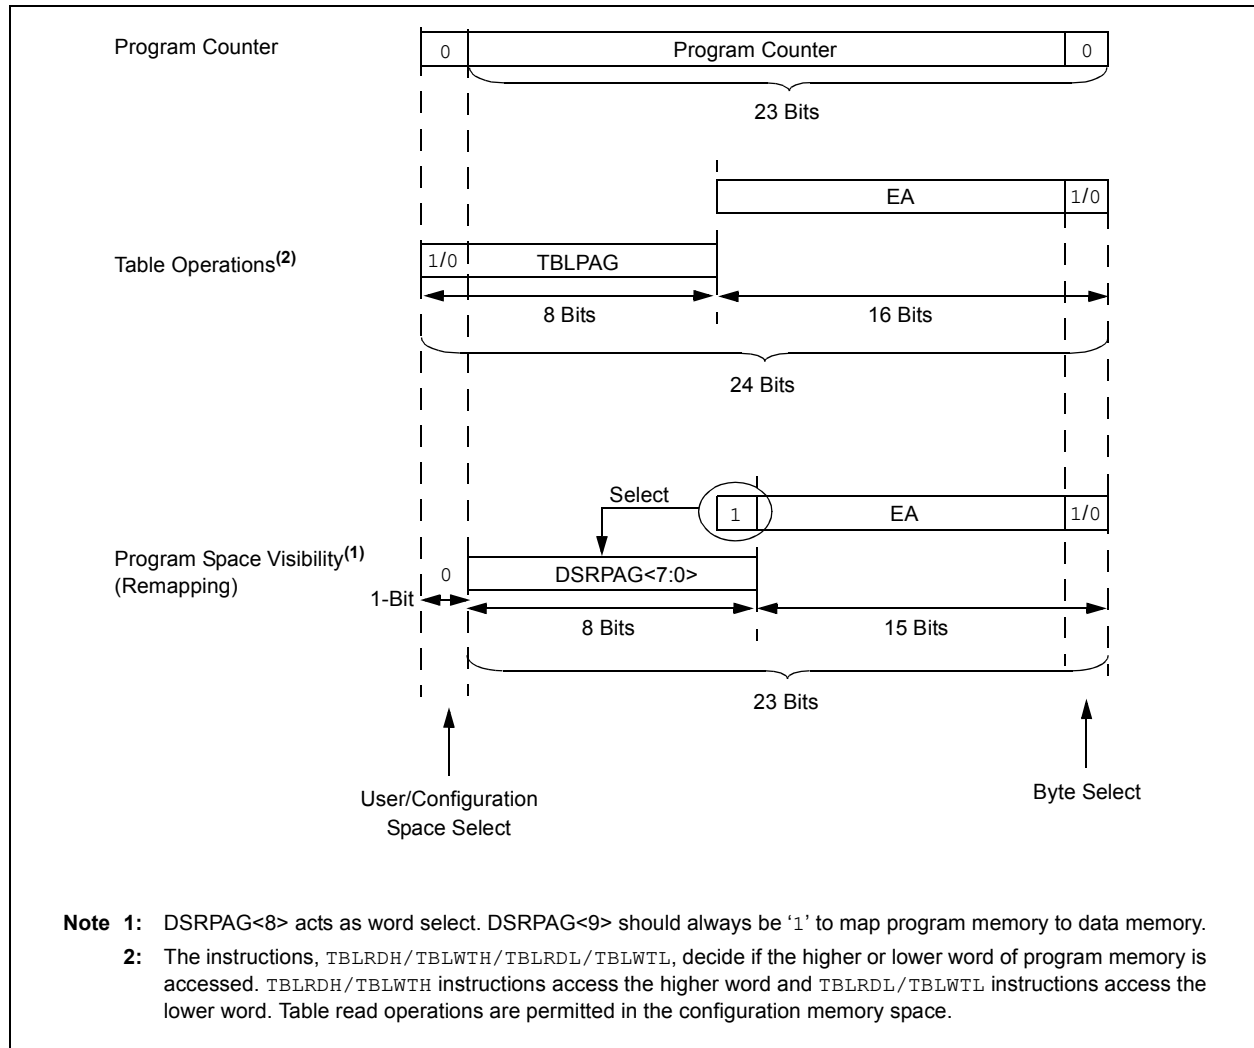 Program Counter
0 Program Counter 0
23 Bits
EA 1/0
Table Operations(2)
1/0 TBLPAG
8 Bits 16 Bits
24 Bits
Select
1 EA 1/0
Program Space Visibility(1)
(Remapping)
0 DSRPAG<7:0>
1-Bit
8 Bits 15 Bits
23 Bits
User/Configuration
Space Select
Byte Select
Note 1: DSRPAG<8> acts as word select. DSRPAG<9> should always be ‘1’ to map program memory to data memory.
2: The instructions, TBLRDH/TBLWTH/TBLRDL/TBLWTL, decide if the higher or lower word of program memory is
accessed. TBLRDH/TBLWTH instructions access the higher word and TBLRDL/TBLWTL instructions access the
lower word. Table read operations are permitted in the configuration memory space.